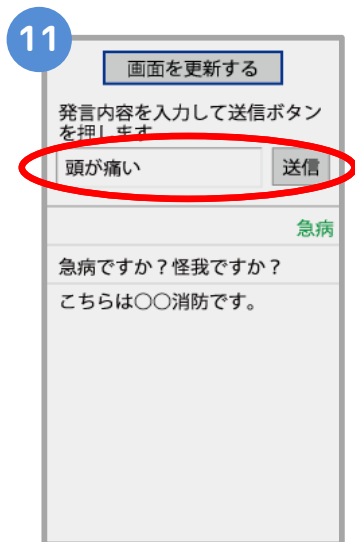 11
画面を更新する
発言内容を入力して送信ボタン
を押します
頭が痛い 送信
急病
急病ですか？怪我ですか？
こちらは〇〇消防です。